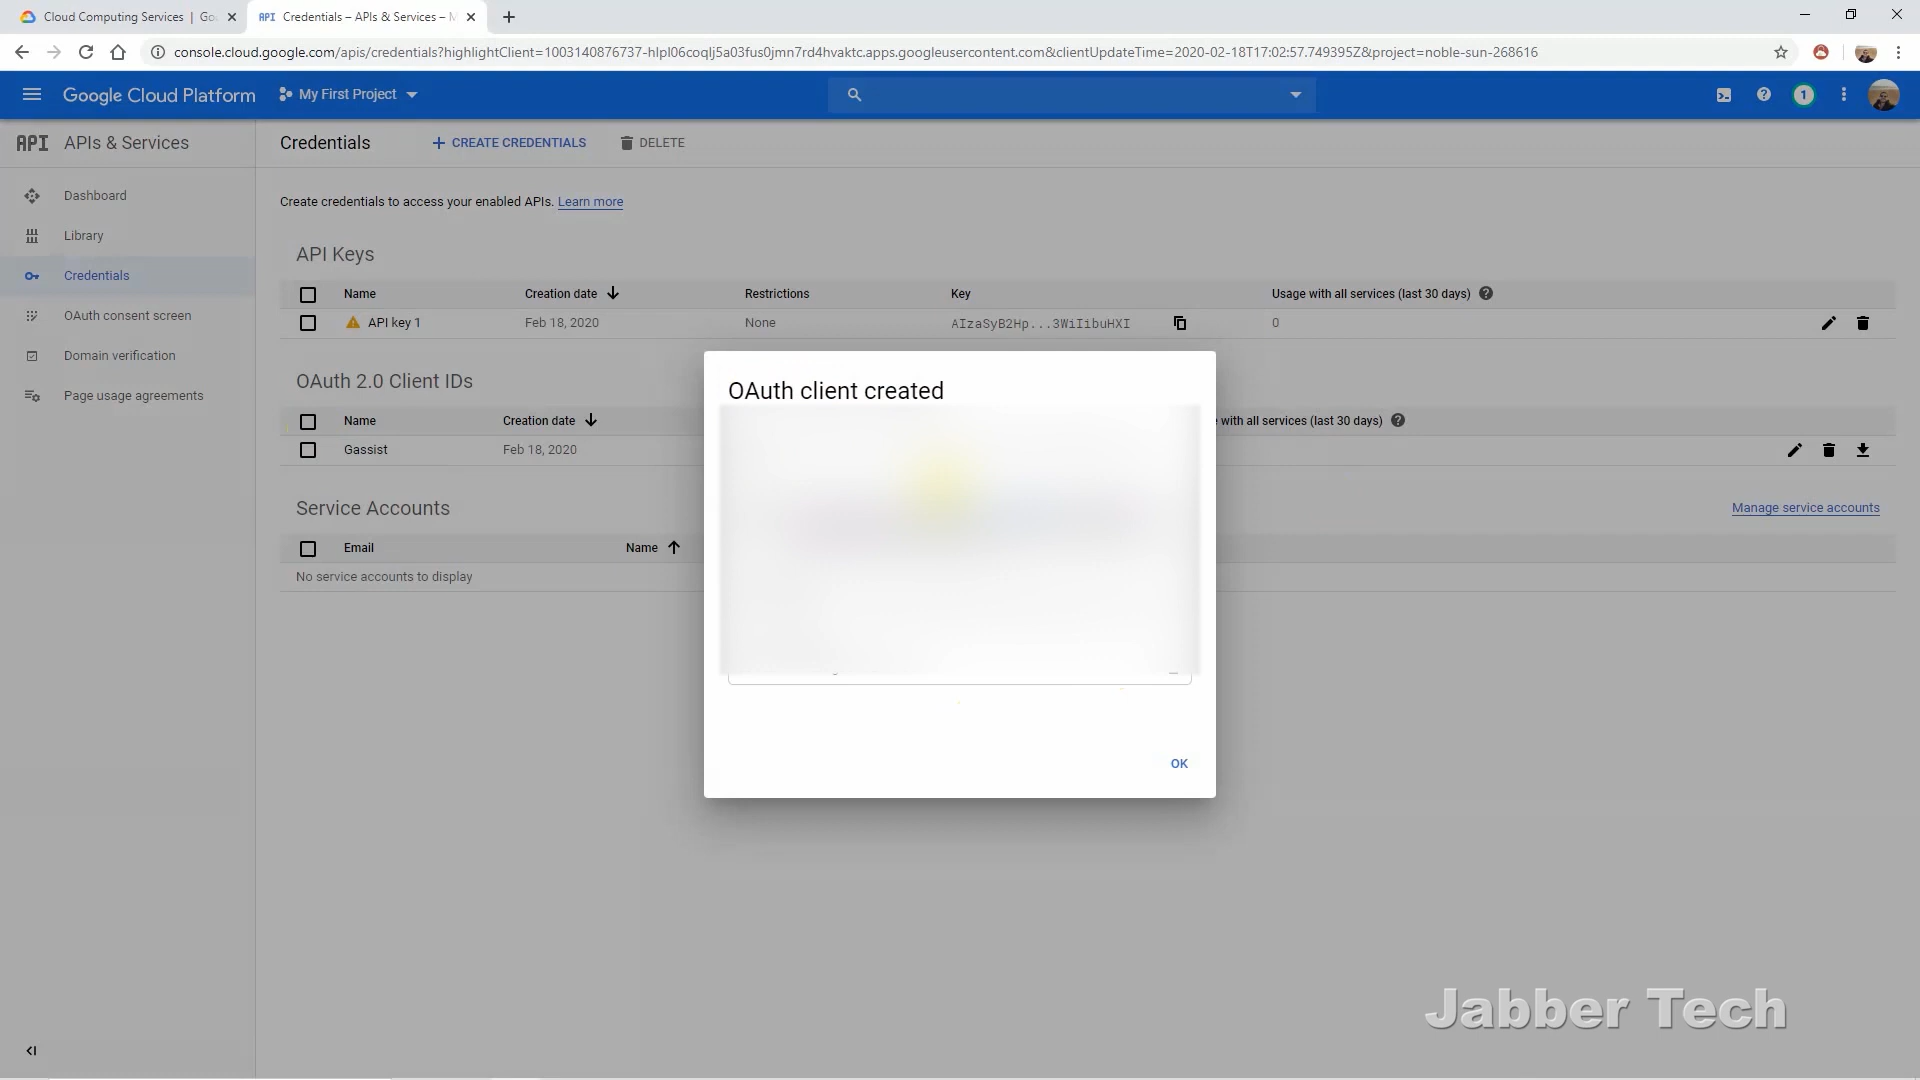 Cloud Computing Services | Go
API Credentials – APIs & Services – M
console.cloud.google.com/apis/credentials?highlightClient=1003140876737-hlpl06coqlj5a03fus0jmn7rd4hvaktc.apps.googleusercontent.com&clientUpdateTime=2020-02-18T17:02:57.749395Z&project=noble-sun-268616
Google Cloud Platform
My First Project
1
API APIs & Services
Credentials
CREATE CREDENTIALS
DELETE
Dashboard
Library
Credentials
OAuth consent screen
Domain verification
Page usage agreements
Create credentials to access your enabled APIs. Learn more
API Keys
Name Creation date Restrictions Key Usage with all services (last 30 days)
API key 1 Feb 18, 2020 None AIzaSyB2Hp...3WiIibuHXI 0
OAuth 2.0 Client IDs
Name Creation date with all services (last 30 days)
Gassist Feb 18, 2020
Service Accounts
Manage service accounts
Email Name
No service accounts to display
OAuth client created
OK
Jabber Tech